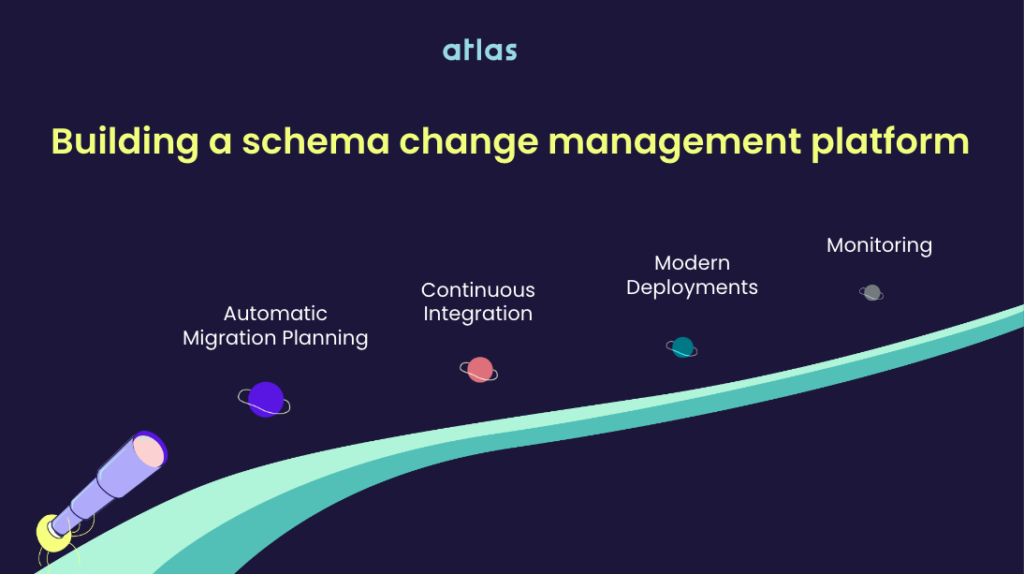 atlas
Building a schema change management platform
Automatic
Migration Planning
Continuous
Integration
Modern
Deployments
Monitoring